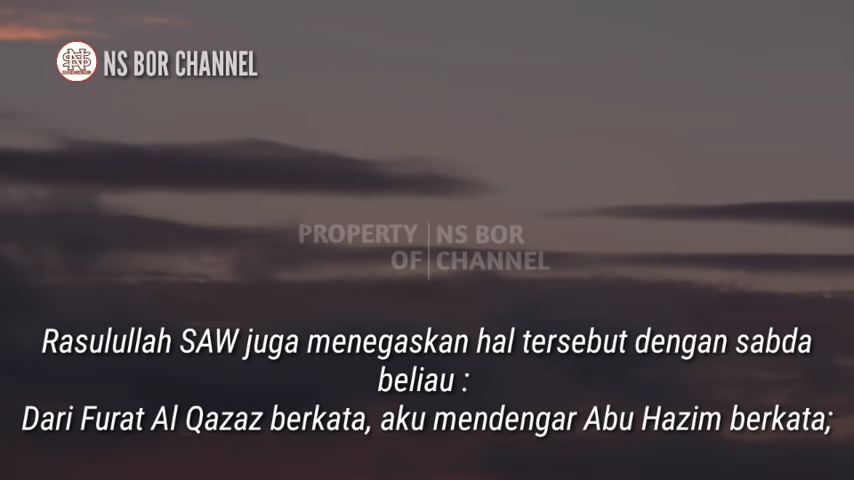 NS BOR CHANNEL
PROPERTY OF | NS BOR CHANNEL
Rasulullah SAW juga menegaskan hal tersebut dengan sabda
beliau :
Dari Furat Al Qazaz berkata, aku mendengar Abu Hazim berkata;